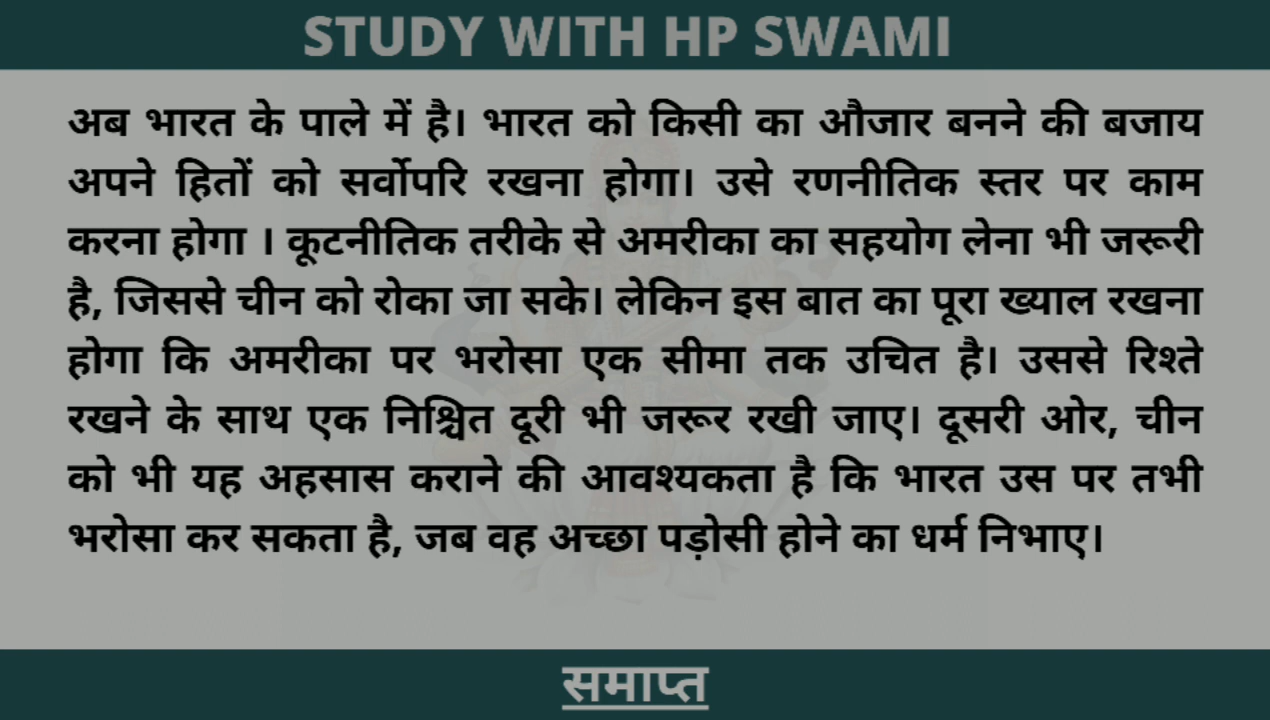 STUDY WITH HP SWAMI
अब भारत के पाले में है। भारत को किसी का औजार बनने की बजाय
अपने हितों को सर्वोपरि रखना होगा। उसे रणनीतिक स्तर पर काम
करना होगा । कूटनीतिक तरीके से अमरीका का सहयोग लेना भी जरूरी
है, जिससे चीन को रोका जा सके। लेकिन इस बात का पूरा ख्याल रखना
होगा कि अमरीका पर भरोसा एक सीमा तक उचित है। उससे रिश्ते
रखने के साथ एक निश्चित दूरी भी जरूर रखी जाए। दूसरी ओर, चीन
को भी यह अहसास कराने की आवश्यकता है कि भारत उस पर तभी
भरोसा कर सकता है, जब वह अच्छा पड़ोसी होने का धर्म निभाए।
समाप्त